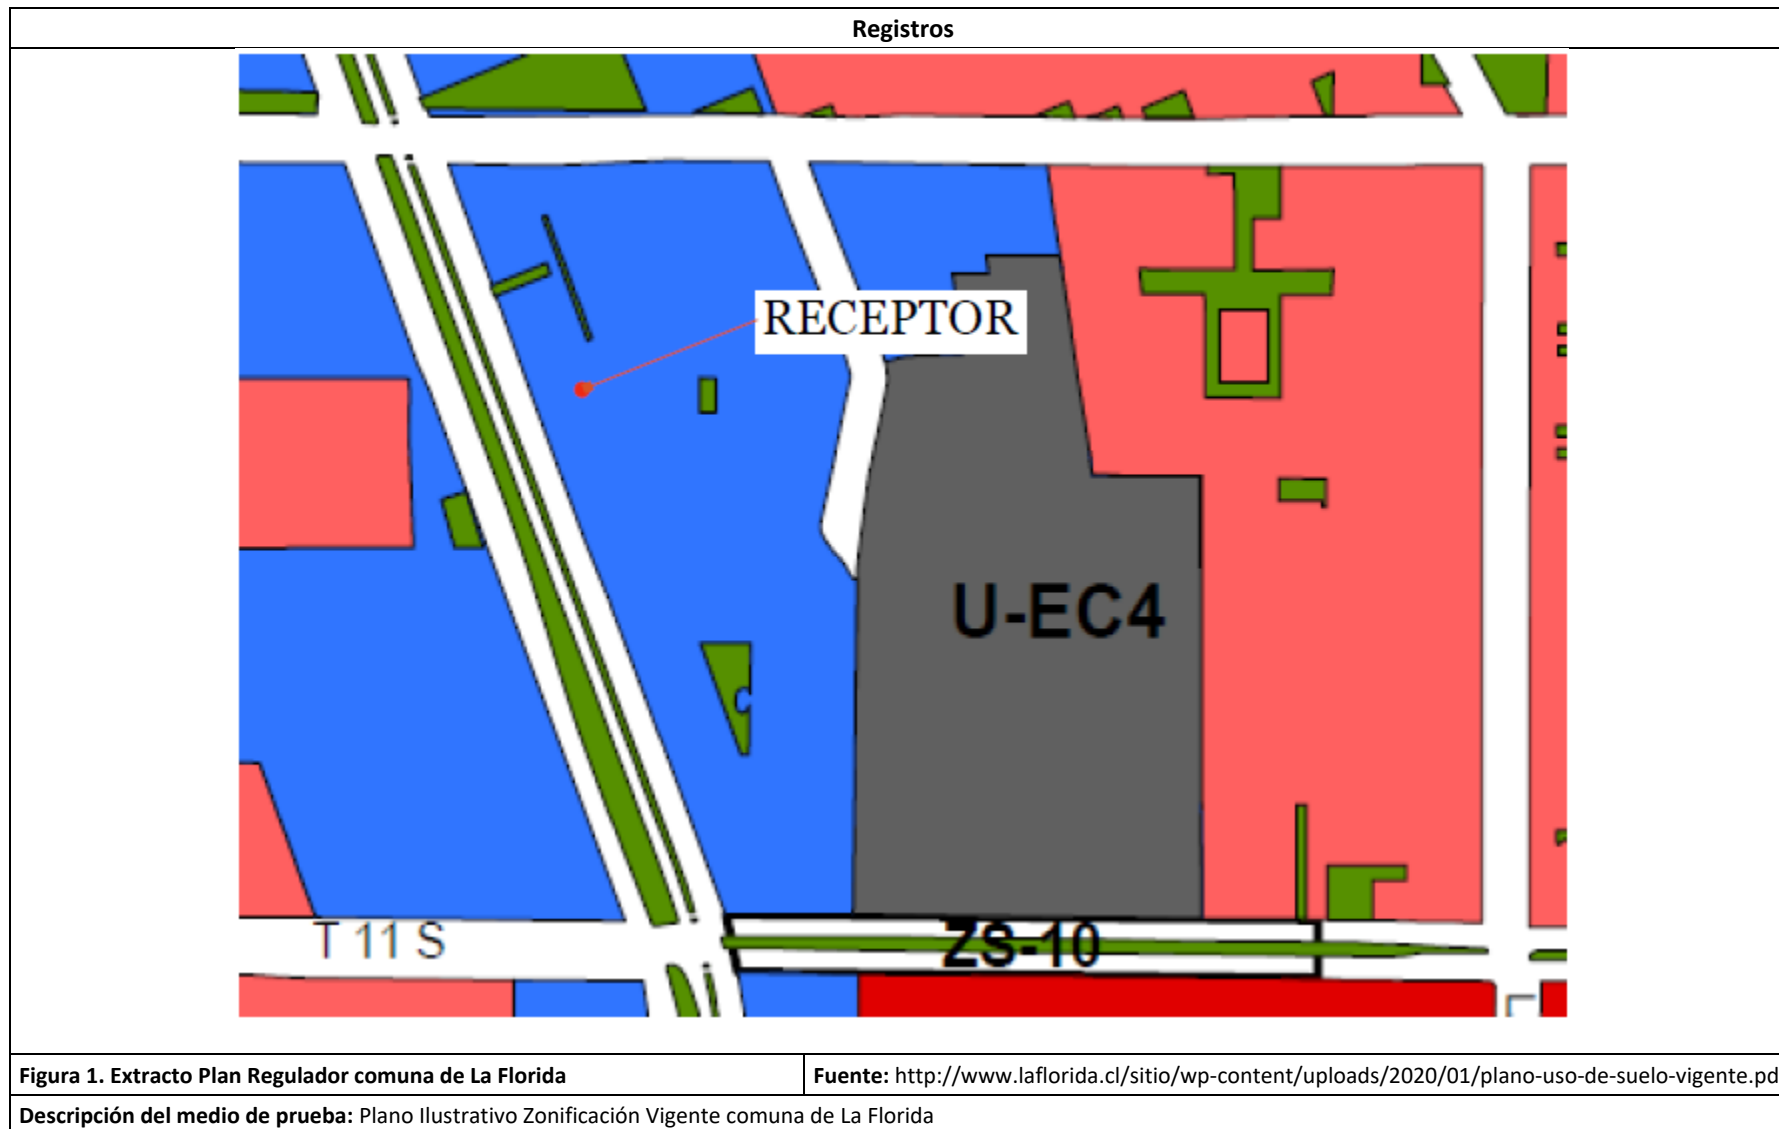 Registros
RECEPTOR
U-EC4
T 11 S
ZS-10
Figura 1. Extracto Plan Regulador comuna de La Florida
Fuente: http://www.laflorida.cl/sitio/wp-content/uploads/2020/01/plano-uso-de-suelo-vigente.pd
Descripción del medio de prueba: Plano Ilustrativo Zonificación Vigente comuna de La Florida